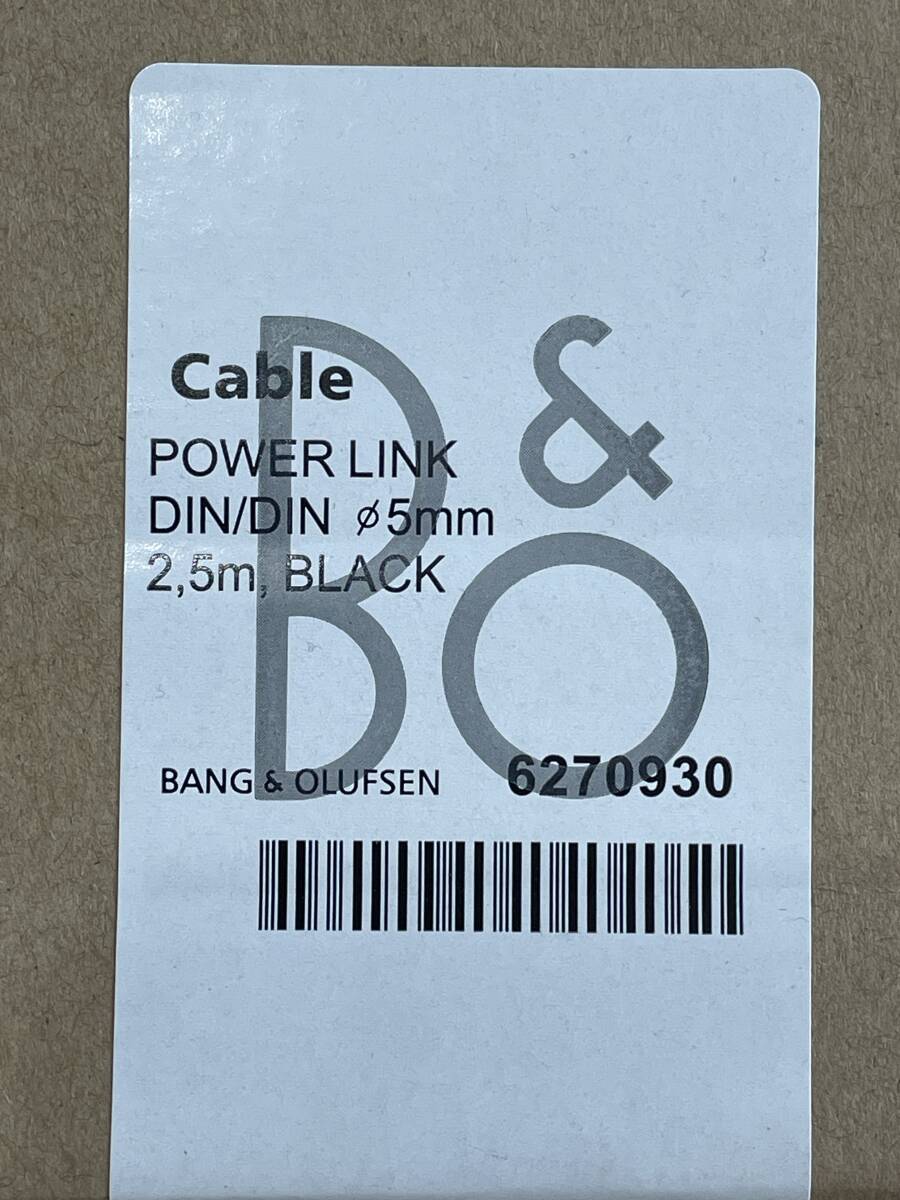 B&
O
Cable
POWER LINK
DIN/DIN ⌀5mm
2,5m, BLACK
BANG & OLUFSEN 6270930